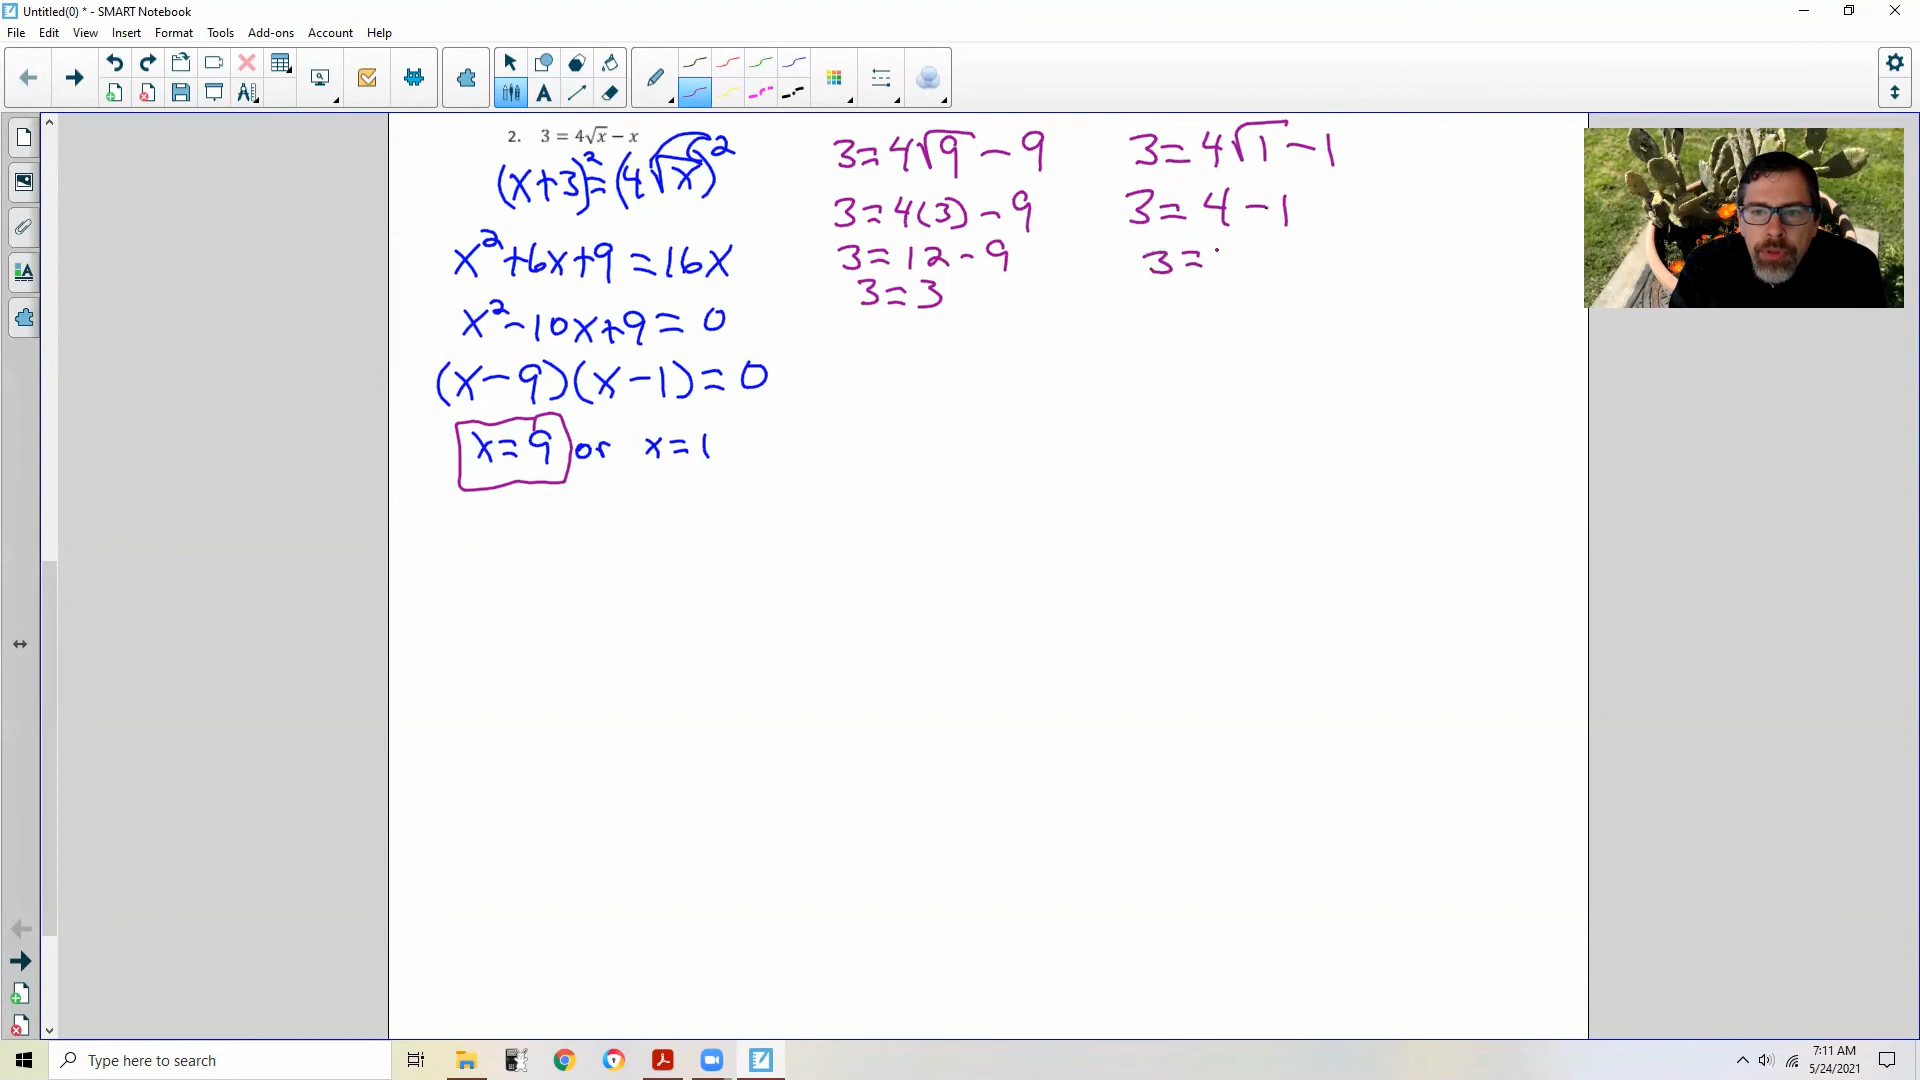 Untitled(0) * - SMART Notebook
File Edit View Insert Format Tools Add-ons Account Help
2. 3 = 4√x − x
(x+3)²=(4√x)²
x²+6x+9=16x
x²-10x+9=0
(x-9)(x-1)=0
x=9 or x=1
3=4√9-9
3=4(3)-9
3=12-9
3=3
3=4√1-1
3=4-1
3=
Type here to search
7:11 AM
5/24/2021